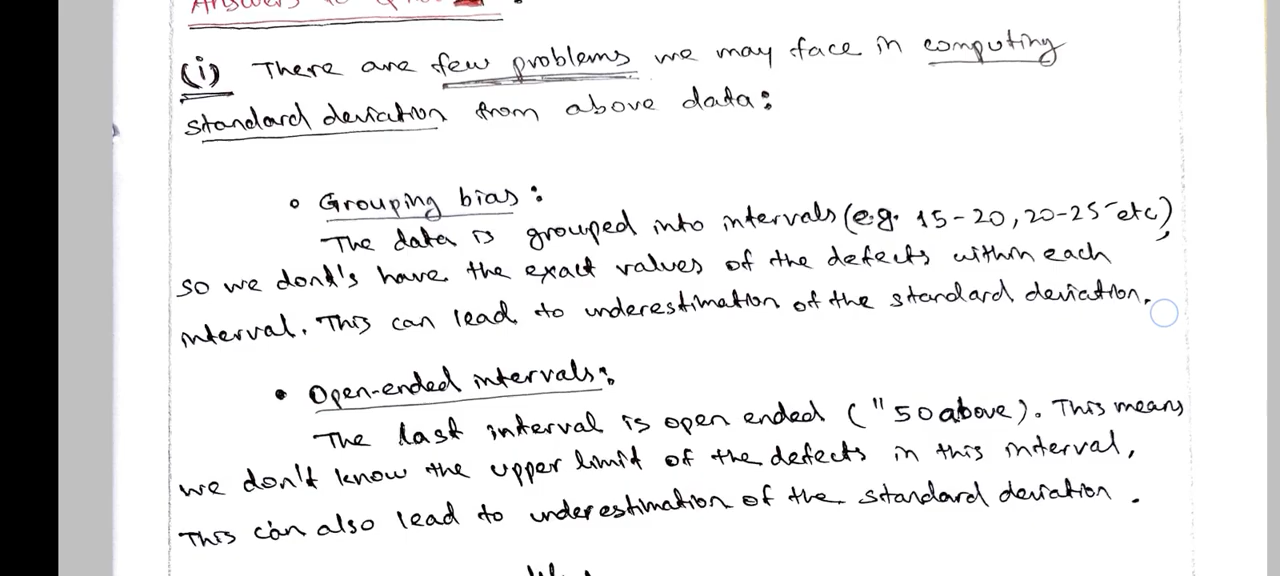 Answers to
(i) There are few problems we may face in computing
standard deviation from above data:
• Grouping bias:
The data is grouped into intervals (e.g. 15-20, 20-25 etc),
so we dont's have the exact values of the defects within each
interval. This can lead to underestimation of the standard deviation.
• Open-ended intervals:
The last interval is open ended ("50 above). This means
we don't know the upper limit of the defects in this interval,
This can also lead to underestimation of the standard deviation.